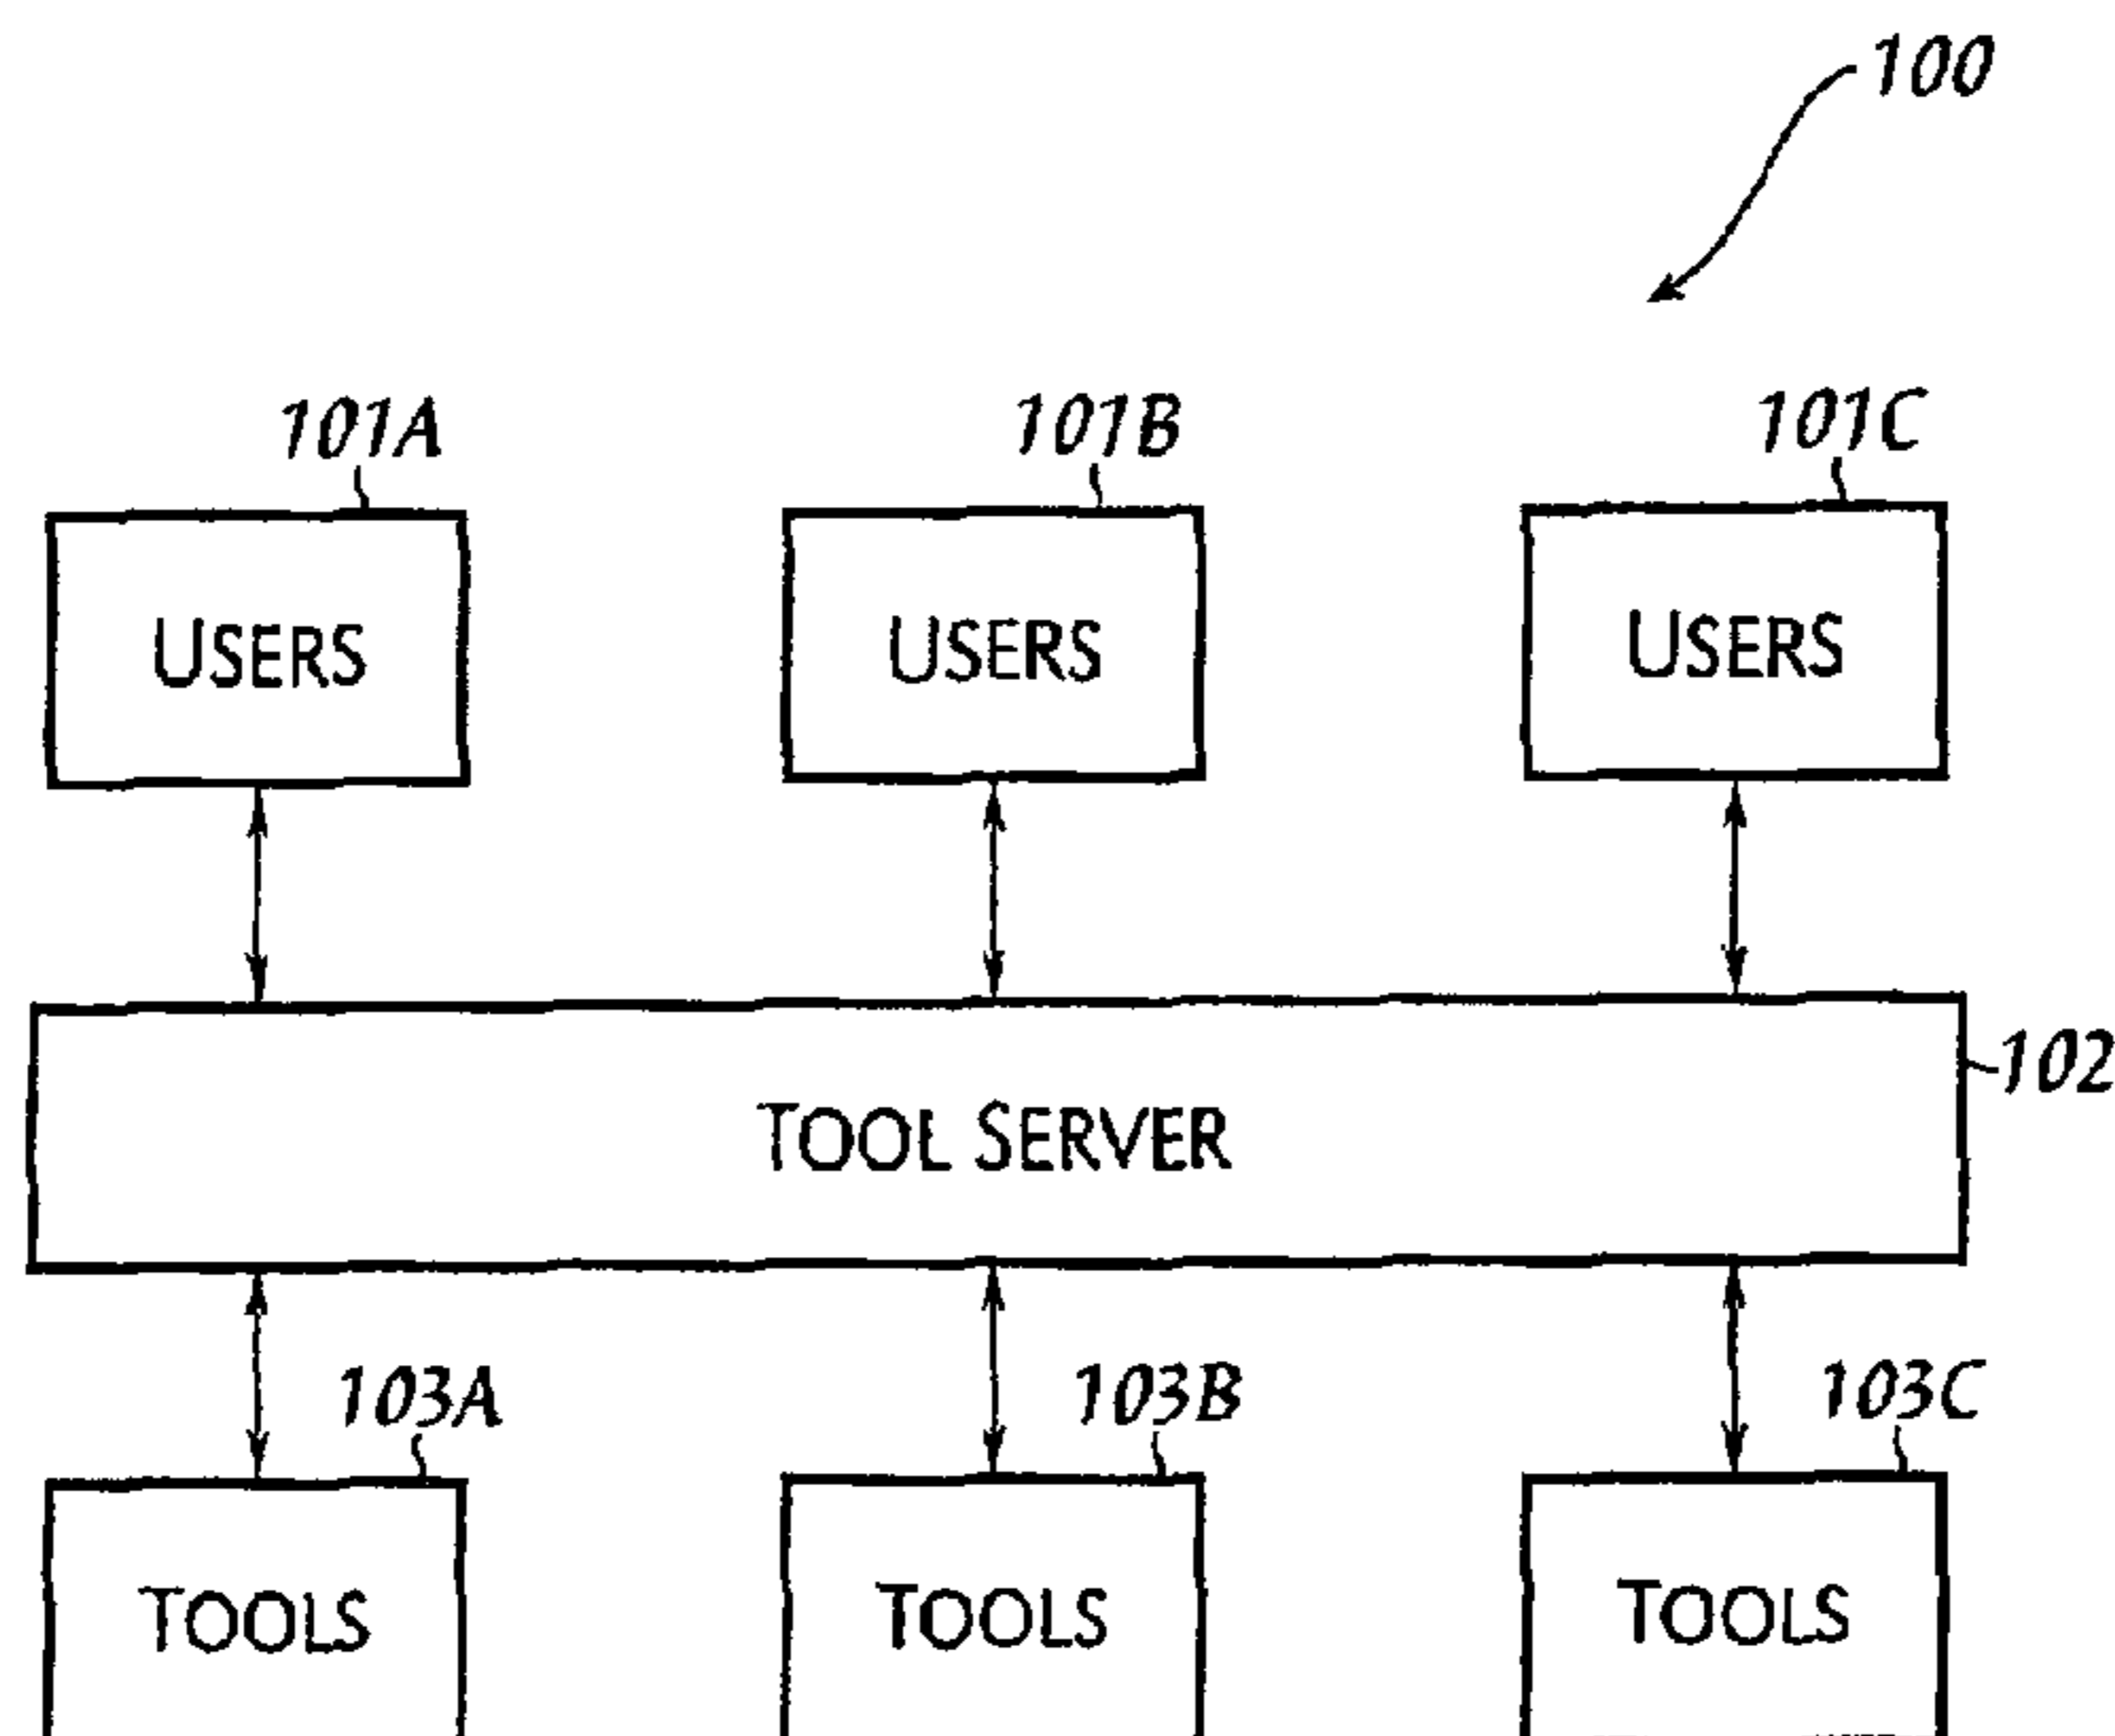 100
101A 101B 101C
USERS USERS USERS
102
TOOL SERVER
103A 103B 103C
TOOLS TOOLS TOOLS